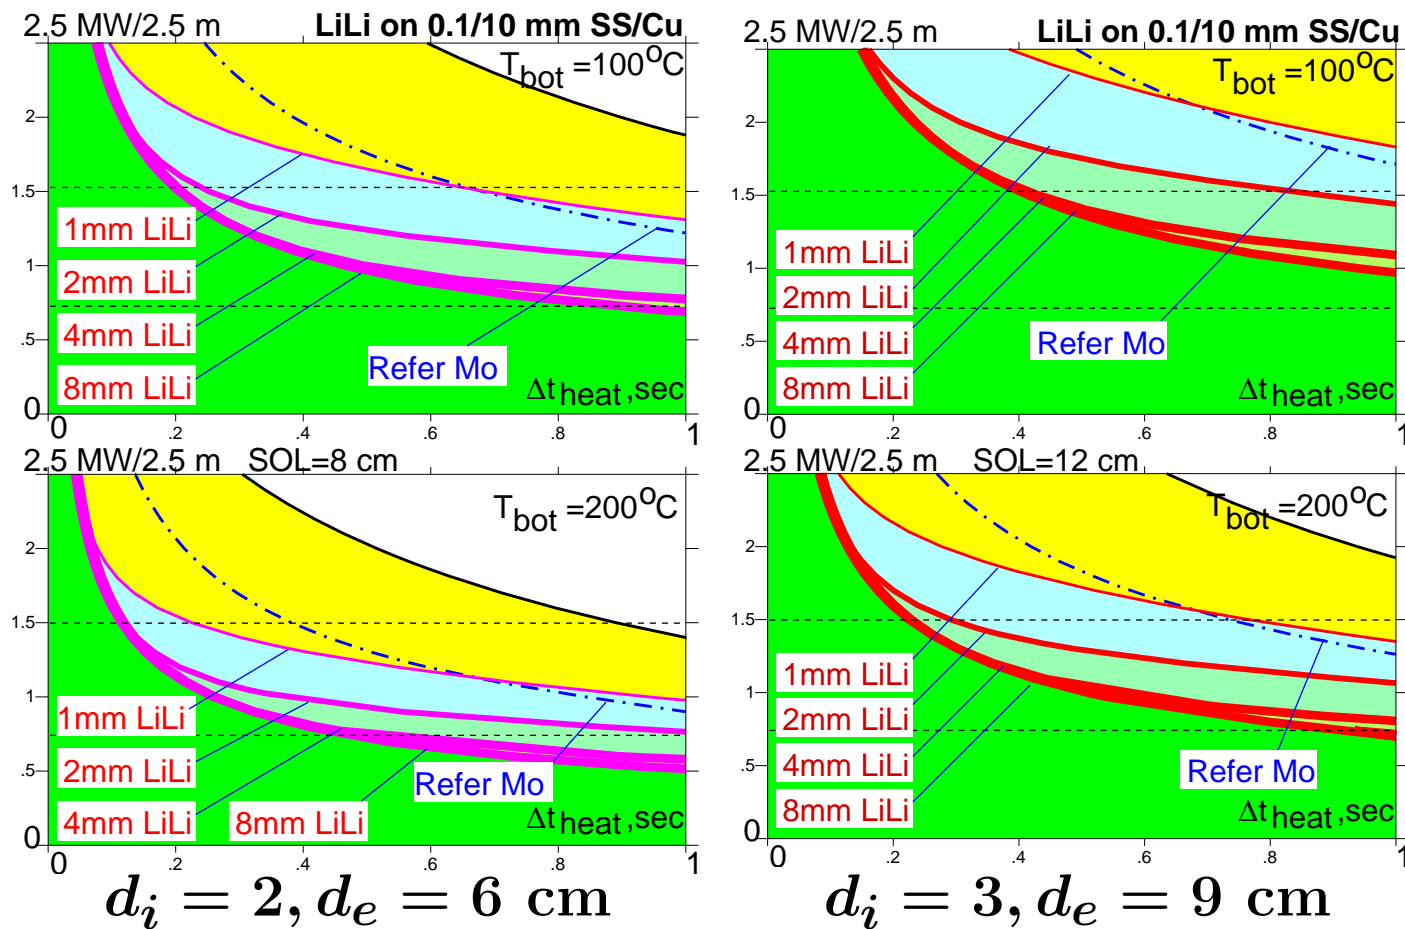 2.5 MW/2.5 m LiLi on 0.1/10 mm SS/Cu
T_bot =100°C
2
1.5
1
.5
0
1mm LiLi
2mm LiLi
4mm LiLi
8mm LiLi
Refer Mo
Δt_heat,sec
0 .2 .4 .6 .8 1
2.5 MW/2.5 m LiLi on 0.1/10 mm SS/Cu
T_bot =100°C
2
1.5
1
.5
0
1mm LiLi
2mm LiLi
4mm LiLi
8mm LiLi
Refer Mo
Δt_heat,sec
0 .2 .4 .6 .8 1
2.5 MW/2.5 m SOL=8 cm
T_bot =200°C
2
1.5
1
.5
0
1mm LiLi
2mm LiLi
4mm LiLi
8mm LiLi
Refer Mo
Δt_heat,sec
0 .2 .4 .6 .8 1
d_i = 2, d_e = 6 cm
2.5 MW/2.5 m SOL=12 cm
T_bot =200°C
2
1.5
1
.5
0
1mm LiLi
2mm LiLi
4mm LiLi
8mm LiLi
Refer Mo
Δt_heat,sec
0 .2 .4 .6 .8 1
d_i = 3, d_e = 9 cm